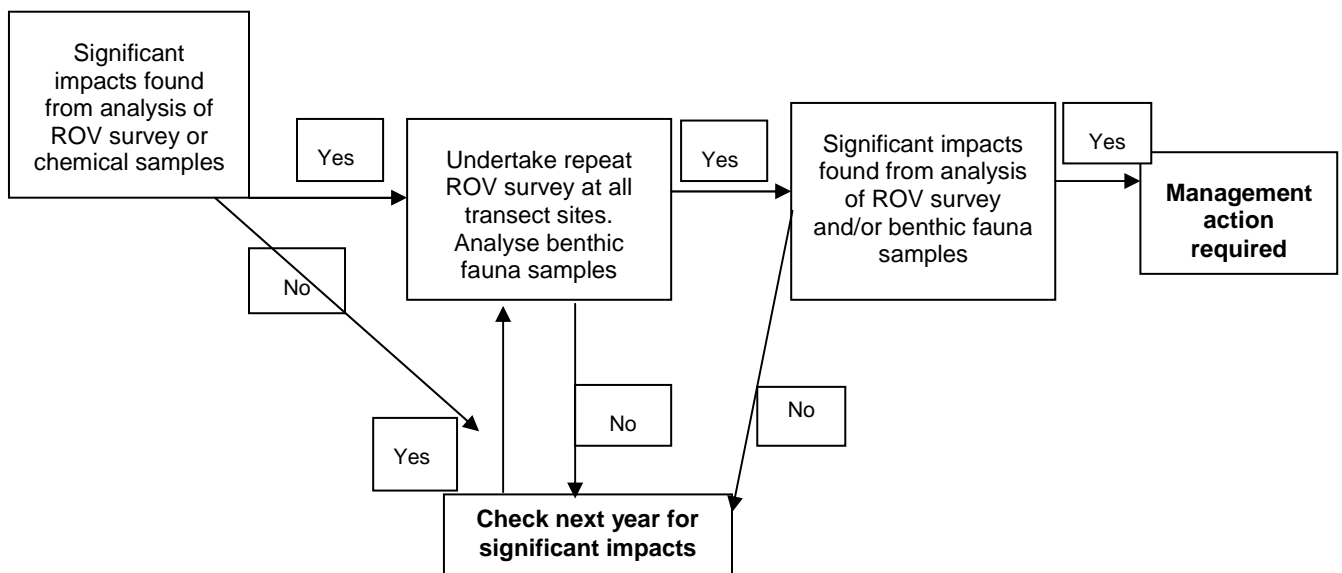 Significant
impacts found
from analysis of
ROV survey or
chemical samples
Yes
No
Undertake repeat
ROV survey at all
transect sites.
Analyse benthic
fauna samples
Yes
Significant impacts
found from analysis
of ROV survey
and/or benthic fauna
samples
Yes
Management
action
required
Yes
No
No
Check next year for
significant impacts